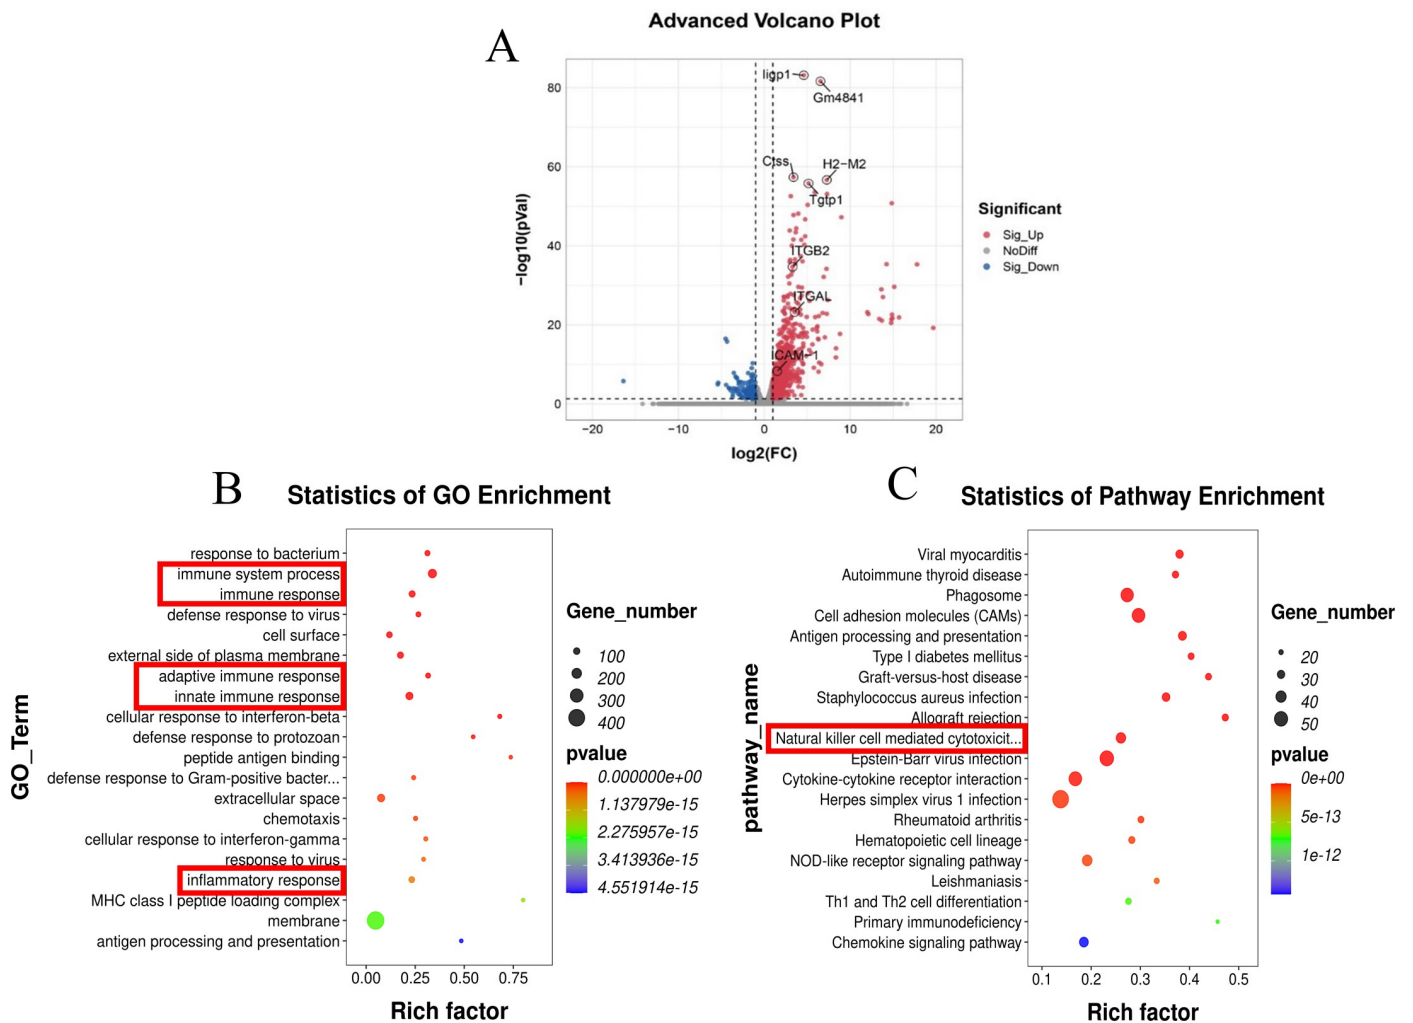 Advanced Volcano Plot
A
Iigp1
Gm4841
Ctss
H2-M2
Tgtp1
ITGB2
ITGAL
ICAM-1
80
60
40
20
0
-log10(pVal)
-20
-10
0
10
20
log2(FC)
Significant
Sig_Up
NoDiff
Sig_Down
B
Statistics of GO Enrichment
GO_Term
response to bacterium
immune system process
immune response
defense response to virus
cell surface
external side of plasma membrane
adaptive immune response
innate immune response
cellular response to interferon-beta
defense response to protozoan
peptide antigen binding
defense response to Gram-positive bacter...
extracellular space
chemotaxis
cellular response to interferon-gamma
response to virus
inflammatory response
MHC class I peptide loading complex
membrane
antigen processing and presentation
0.00
0.25
0.50
0.75
Rich factor
Gene_number
100
200
300
400
pvalue
0.000000e+00
1.137979e-15
2.275957e-15
3.413936e-15
4.551914e-15
C
Statistics of Pathway Enrichment
pathway_name
Viral myocarditis
Autoimmune thyroid disease
Phagosome
Cell adhesion molecules (CAMs)
Antigen processing and presentation
Type I diabetes mellitus
Graft-versus-host disease
Staphylococcus aureus infection
Allograft rejection
Natural killer cell mediated cytotoxicit...
Epstein-Barr virus infection
Cytokine-cytokine receptor interaction
Herpes simplex virus 1 infection
Rheumatoid arthritis
Hematopoietic cell lineage
NOD-like receptor signaling pathway
Leishmaniasis
Th1 and Th2 cell differentiation
Primary immunodeficiency
Chemokine signaling pathway
0.1
0.2
0.3
0.4
0.5
Rich factor
Gene_number
20
30
40
50
pvalue
0e+00
5e-13
1e-12